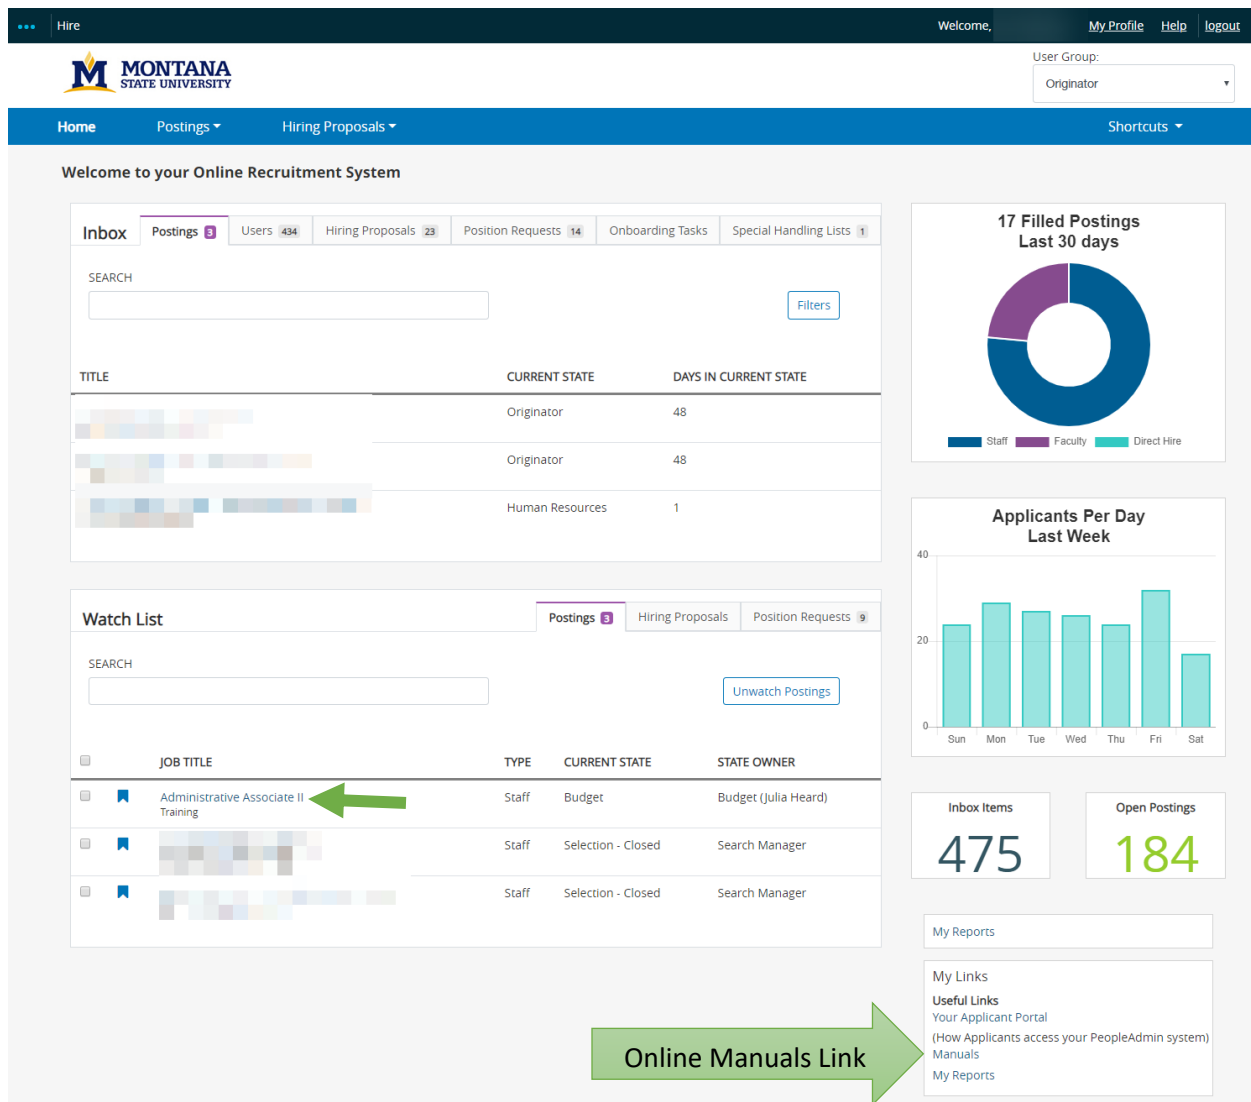 ••• Hire Welcome, My Profile Help logout
MONTANA
STATE UNIVERSITY
User Group:
Originator
Home Postings Hiring Proposals Shortcuts
Welcome to your Online Recruitment System
Inbox Postings 3 Users 434 Hiring Proposals 23 Position Requests 14 Onboarding Tasks Special Handling Lists 1
SEARCH
Filters
TITLE CURRENT STATE DAYS IN CURRENT STATE
Originator 48
Originator 48
Human Resources 1
17 Filled Postings
Last 30 days
Staff Faculty Direct Hire
Applicants Per Day
Last Week
40
20
0
Sun Mon Tue Wed Thu Fri Sat
Watch List Postings 3 Hiring Proposals Position Requests 9
SEARCH
Unwatch Postings
JOB TITLE TYPE CURRENT STATE STATE OWNER
Administrative Associate II Staff Budget Budget (Julia Heard)
Training
Staff Selection - Closed Search Manager
Staff Selection - Closed Search Manager
Inbox Items Open Postings
475 184
My Reports
My Links
Useful Links
Your Applicant Portal
(How Applicants access your PeopleAdmin system)
Manuals
My Reports
Online Manuals Link